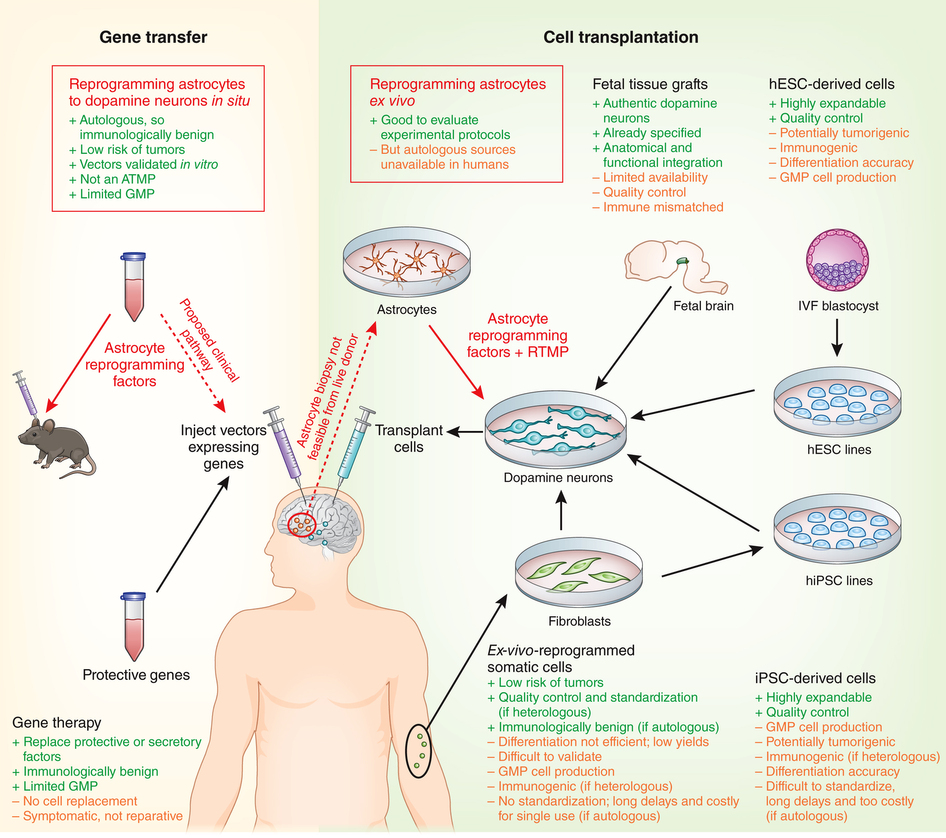 Gene transfer
Cell transplantation
Reprogramming astrocytes
to dopamine neurons in situ
+ Autologous, so
immunologically benign
+ Low risk of tumors
+ Vectors validated in vitro
+ Not an ATMP
+ Limited GMP
Reprogramming astrocytes
ex vivo
+ Good to evaluate
experimental protocols
– But autologous sources
unavailable in humans
Fetal tissue grafts
+ Authentic dopamine
neurons
+ Already specified
+ Anatomical and
functional integration
– Limited availability
– Quality control
– Immune mismatched
hESC-derived cells
+ Highly expandable
+ Quality control
– Potentially tumorigenic
– Immunogenic
– Differentiation accuracy
– GMP cell production
Astrocyte
reprogramming
factors
Proposed clinical
pathway
Inject vectors
expressing
genes
Protective genes
Astrocytes
Astrocyte biopsy not
feasible from live donor
Astrocyte
reprogramming
factors + RTMP
Transplant
cells
Dopamine neurons
Fetal brain
IVF blastocyst
hESC lines
hiPSC lines
Fibroblasts
Gene therapy
+ Replace protective or secretory
factors
+ Immunologically benign
+ Limited GMP
– No cell replacement
– Symptomatic, not reparative
Ex-vivo-reprogrammed
somatic cells
+ Low risk of tumors
+ Quality control and standardization
(if heterologous)
+ Immunologically benign (if autologous)
– Differentiation not efficient; low yields
– Difficult to validate
– GMP cell production
– Immunogenic (if heterologous)
– No standardization; long delays and costly
for single use (if autologous)
iPSC-derived cells
+ Highly expandable
+ Quality control
– GMP cell production
– Potentially tumorigenic
– Immunogenic (if heterologous)
– Differentiation accuracy
– Difficult to standardize,
long delays and too costly
(if autologous)